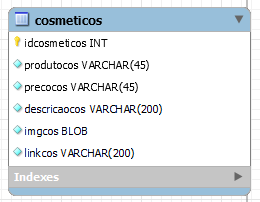 cosmeticos
idcosmeticos INT
produtocos VARCHAR(45)
precocos VARCHAR(45)
descricaocos VARCHAR(200)
imgcos BLOB
linkcos VARCHAR(200)
Indexes